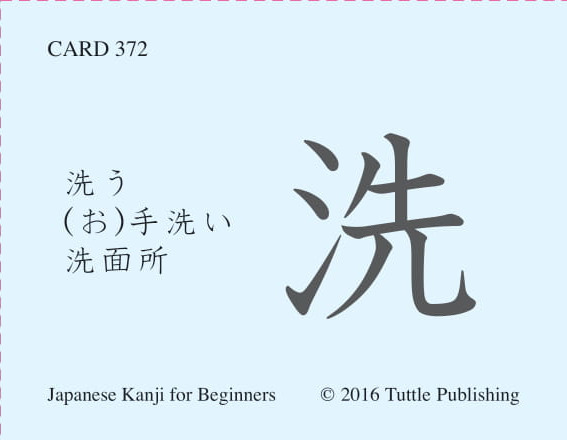 CARD 372
洗う
(お)手洗い
洗面所
洗
Japanese Kanji for Beginners
© 2016 Tuttle Publishing